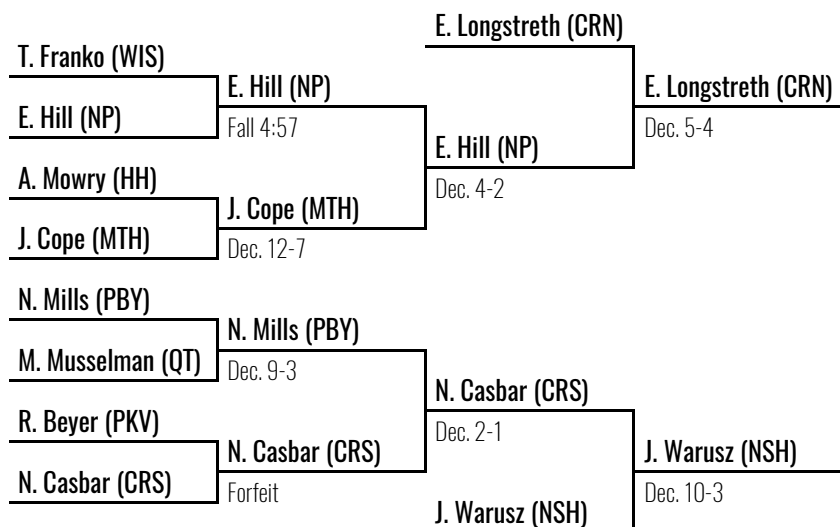 E. Longstreth (CRN)
T. Franko (WIS)
E. Hill (NP)
E. Longstreth (CRN)
E. Hill (NP)
Fall 4:57
Dec. 5-4
E. Hill (NP)
A. Mowry (HH)
Dec. 4-2
J. Cope (MTH)
J. Cope (MTH)
Dec. 12-7
N. Mills (PBY)
N. Mills (PBY)
M. Musselman (QT)
Dec. 9-3
N. Casbar (CRS)
R. Beyer (PKV)
Dec. 2-1
N. Casbar (CRS)
J. Warusz (NSH)
N. Casbar (CRS)
Forfeit
Dec. 10-3
J. Warusz (NSH)